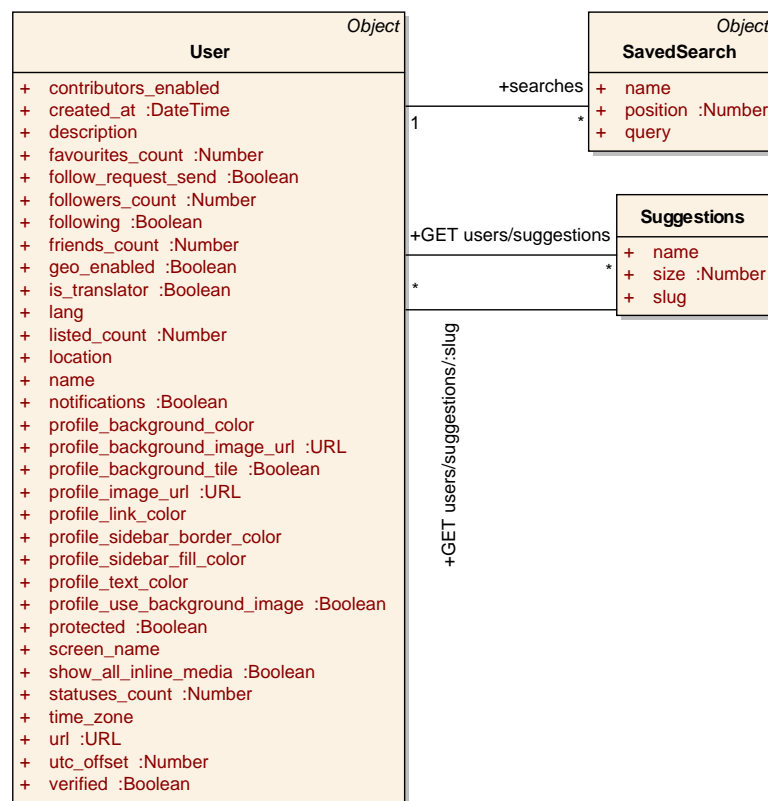 Object
User
+ contributors_enabled
+ created_at :DateTime
+ description
+ favourites_count :Number
+ follow_request_send :Boolean
+ followers_count :Number
+ following :Boolean
+ friends_count :Number
+ geo_enabled :Boolean
+ is_translator :Boolean
+ lang
+ listed_count :Number
+ location
+ name
+ notifications :Boolean
+ profile_background_color
+ profile_background_image_url :URL
+ profile_background_tile :Boolean
+ profile_image_url :URL
+ profile_link_color
+ profile_sidebar_border_color
+ profile_sidebar_fill_color
+ profile_text_color
+ profile_use_background_image :Boolean
+ protected :Boolean
+ screen_name
+ show_all_inline_media :Boolean
+ statuses_count :Number
+ time_zone
+ url :URL
+ utc_offset :Number
+ verified :Boolean
+searches
1 *
Object
SavedSearch
+ name
+ position :Number
+ query
+GET users/suggestions
*
*
+GET users/suggestions/:slug
Suggestions
+ name
+ size :Number
+ slug